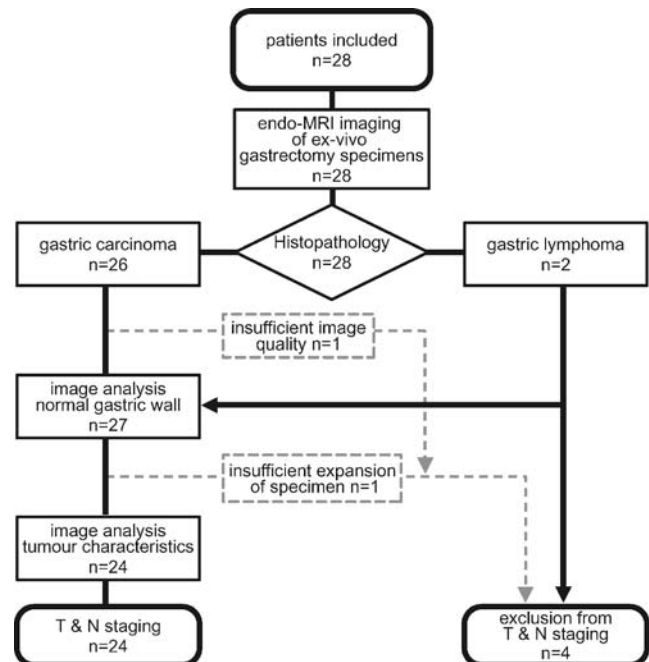 patients included
n=28
endo-MRI imaging
of ex-vivo
gastrectomy specimens
n=28
gastric carcinoma
n=26
Histopathology
n=28
gastric lymphoma
n=2
insufficient image
quality n=1
image analysis
normal gastric wall
n=27
insufficient expansion
of specimen n=1
image analysis
tumour characteristics
n=24
T & N staging
n=24
exclusion from
T & N staging
n=4